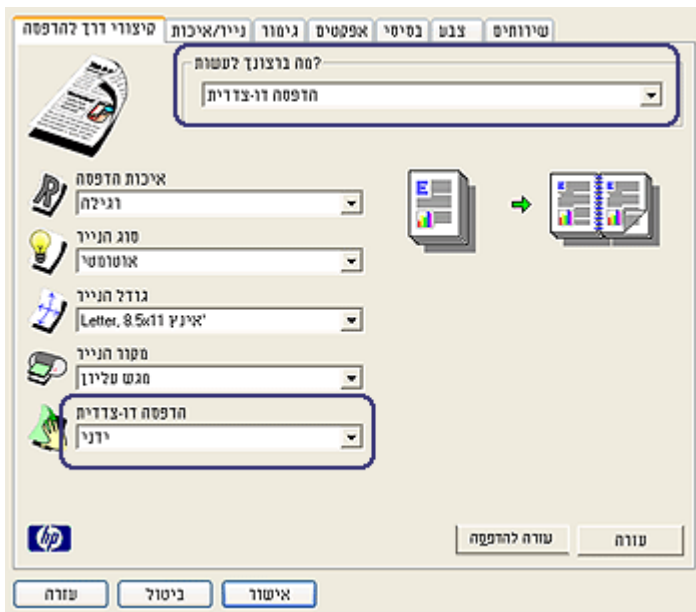 קיצורי דרך להדפסה
נייר/איכות
גימור
אפקטים
בסיסי
צבע
שירותים
מה ברצונך לעשות?
הדפסה דו-צדדית
איכות הדפסה
רגילה
סוג הנייר
אוטומטי
גודל הנייר
Letter, 8.5x11 אינץ'
מקור הנייר
מגש עליון
הדפסה דו-צדדית
ידני
hp
עזרה להדפסה
עזרה
אישור
ביטול
עזרה